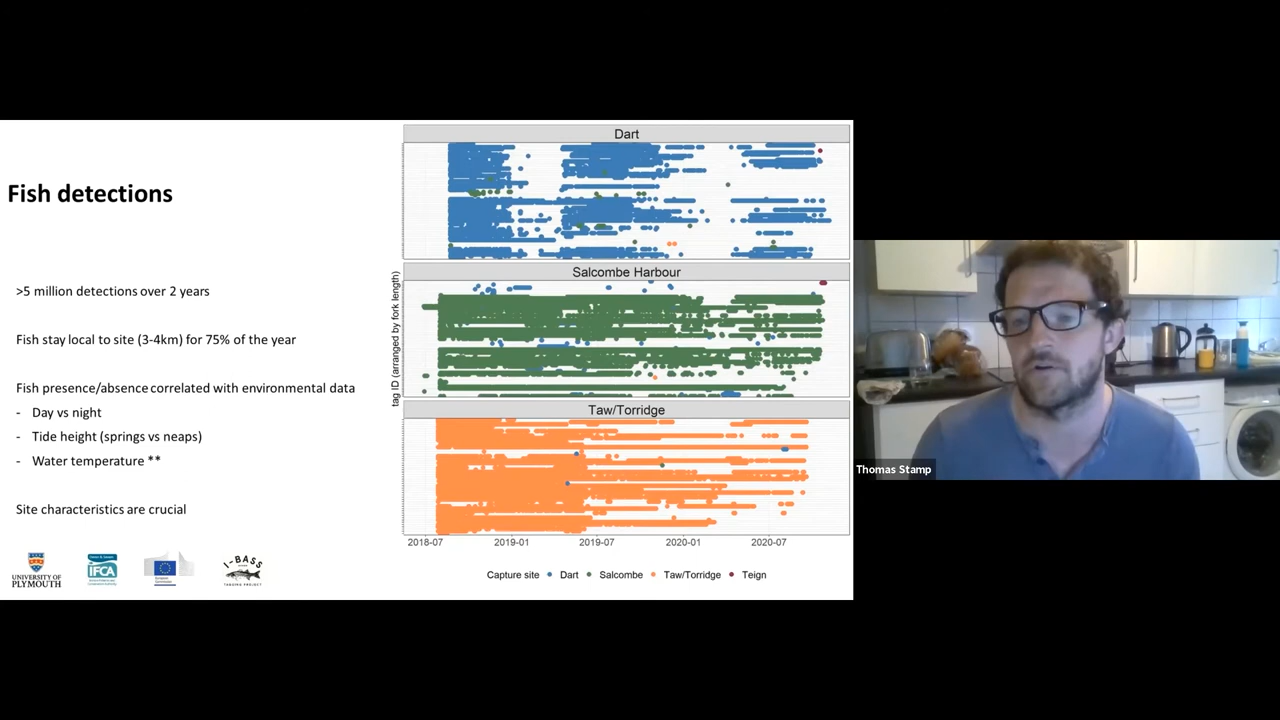 Fish detections
>5 million detections over 2 years
Fish stay local to site (3-4km) for 75% of the year
Fish presence/absence correlated with environmental data
- Day vs night
- Tide height (springs vs neaps)
- Water temperature **
Site characteristics are crucial
UNIVERSITY OF
PLYMOUTH
IFCA
I-BASS
Dart
Salcombe Harbour
Taw/Torridge
tag ID (arranged by fork length)
2018-07 2019-01 2019-07 2020-01 2020-07
Capture site Dart Salcombe Taw/Torridge Teign
Thomas Stamp